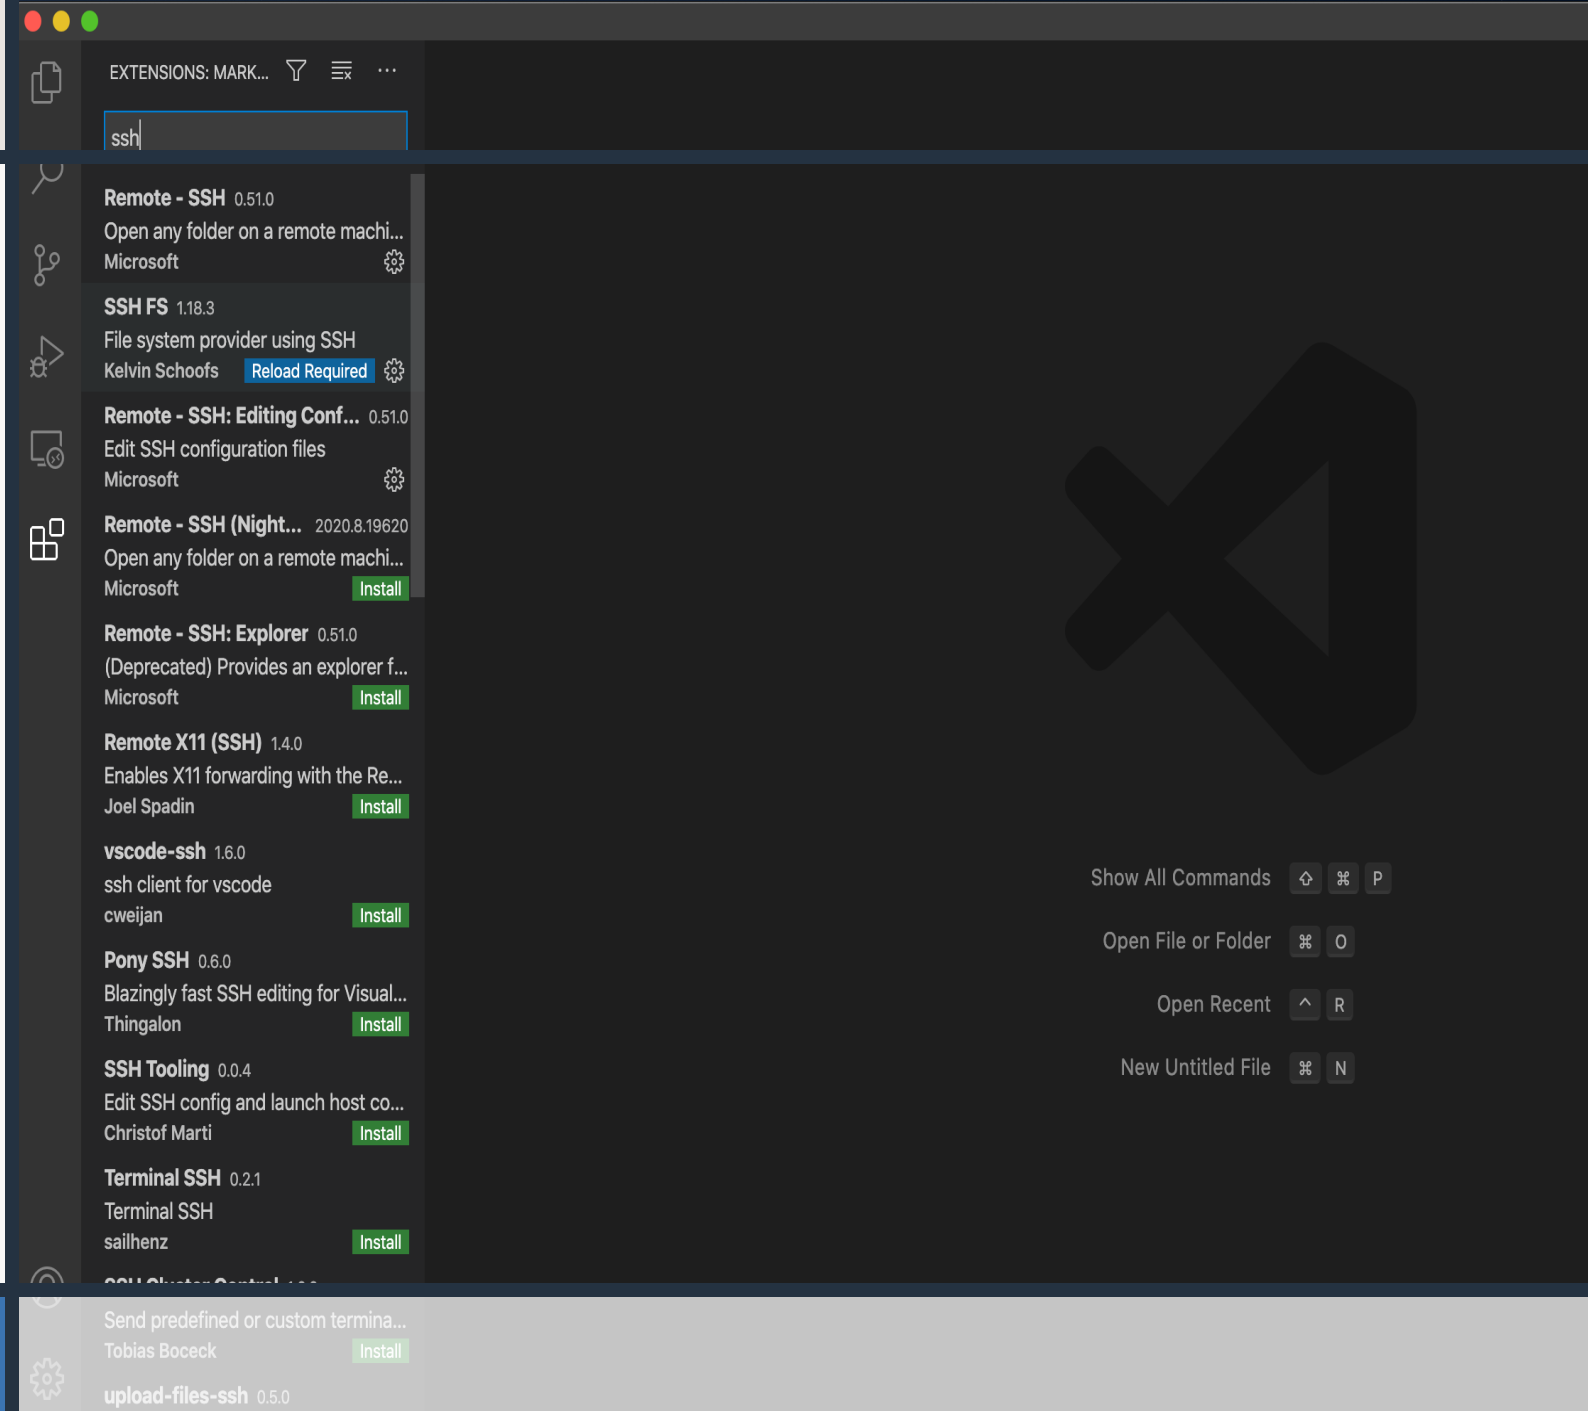 EXTENSIONS: MARK...
ssh
Remote - SSH 0.51.0
Open any folder on a remote machi...
Microsoft
SSH FS 1.18.3
File system provider using SSH
Kelvin Schoofs Reload Required
Remote - SSH: Editing Conf... 0.51.0
Edit SSH configuration files
Microsoft
Remote - SSH (Night... 2020.8.19620
Open any folder on a remote machi...
Microsoft Install
Remote - SSH: Explorer 0.51.0
(Deprecated) Provides an explorer f...
Microsoft Install
Remote X11 (SSH) 1.4.0
Enables X11 forwarding with the Re...
Joel Spadin Install
vscode-ssh 1.6.0
ssh client for vscode
cweijan Install
Pony SSH 0.6.0
Blazingly fast SSH editing for Visual...
Thingalon Install
SSH Tooling 0.0.4
Edit SSH config and launch host co...
Christof Marti Install
Terminal SSH 0.2.1
Terminal SSH
sailhenz Install
SSH Cluster Control
Send predefined or custom termina...
Tobias Boceck Install
upload-files-ssh 0.5.0
Show All Commands ⇧ ⌘ P
Open File or Folder ⌘ O
Open Recent ^ R
New Untitled File ⌘ N